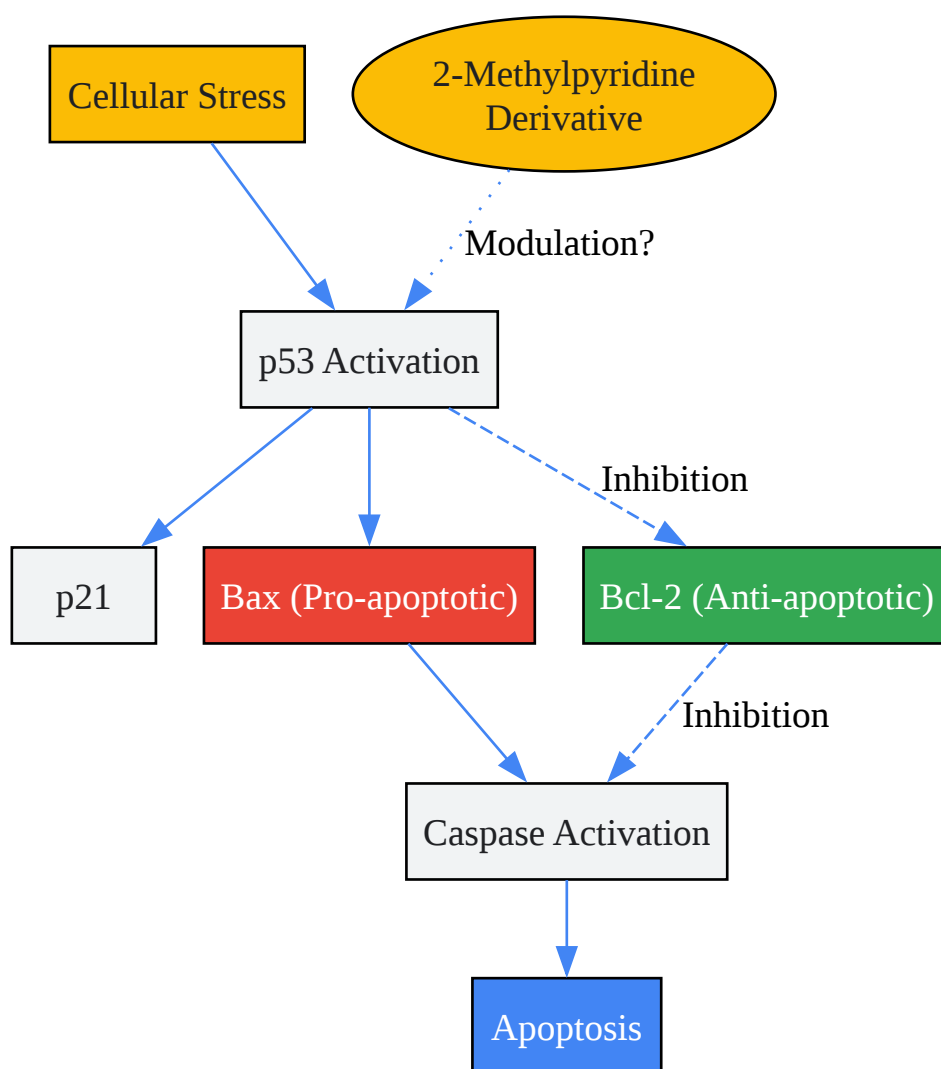 Cellular Stress
2-Methylpyridine
Derivative
Modulation?
p53 Activation
Inhibition
p21
Bax (Pro-apoptotic)
Bcl-2 (Anti-apoptotic)
Inhibition
Caspase Activation
Apoptosis